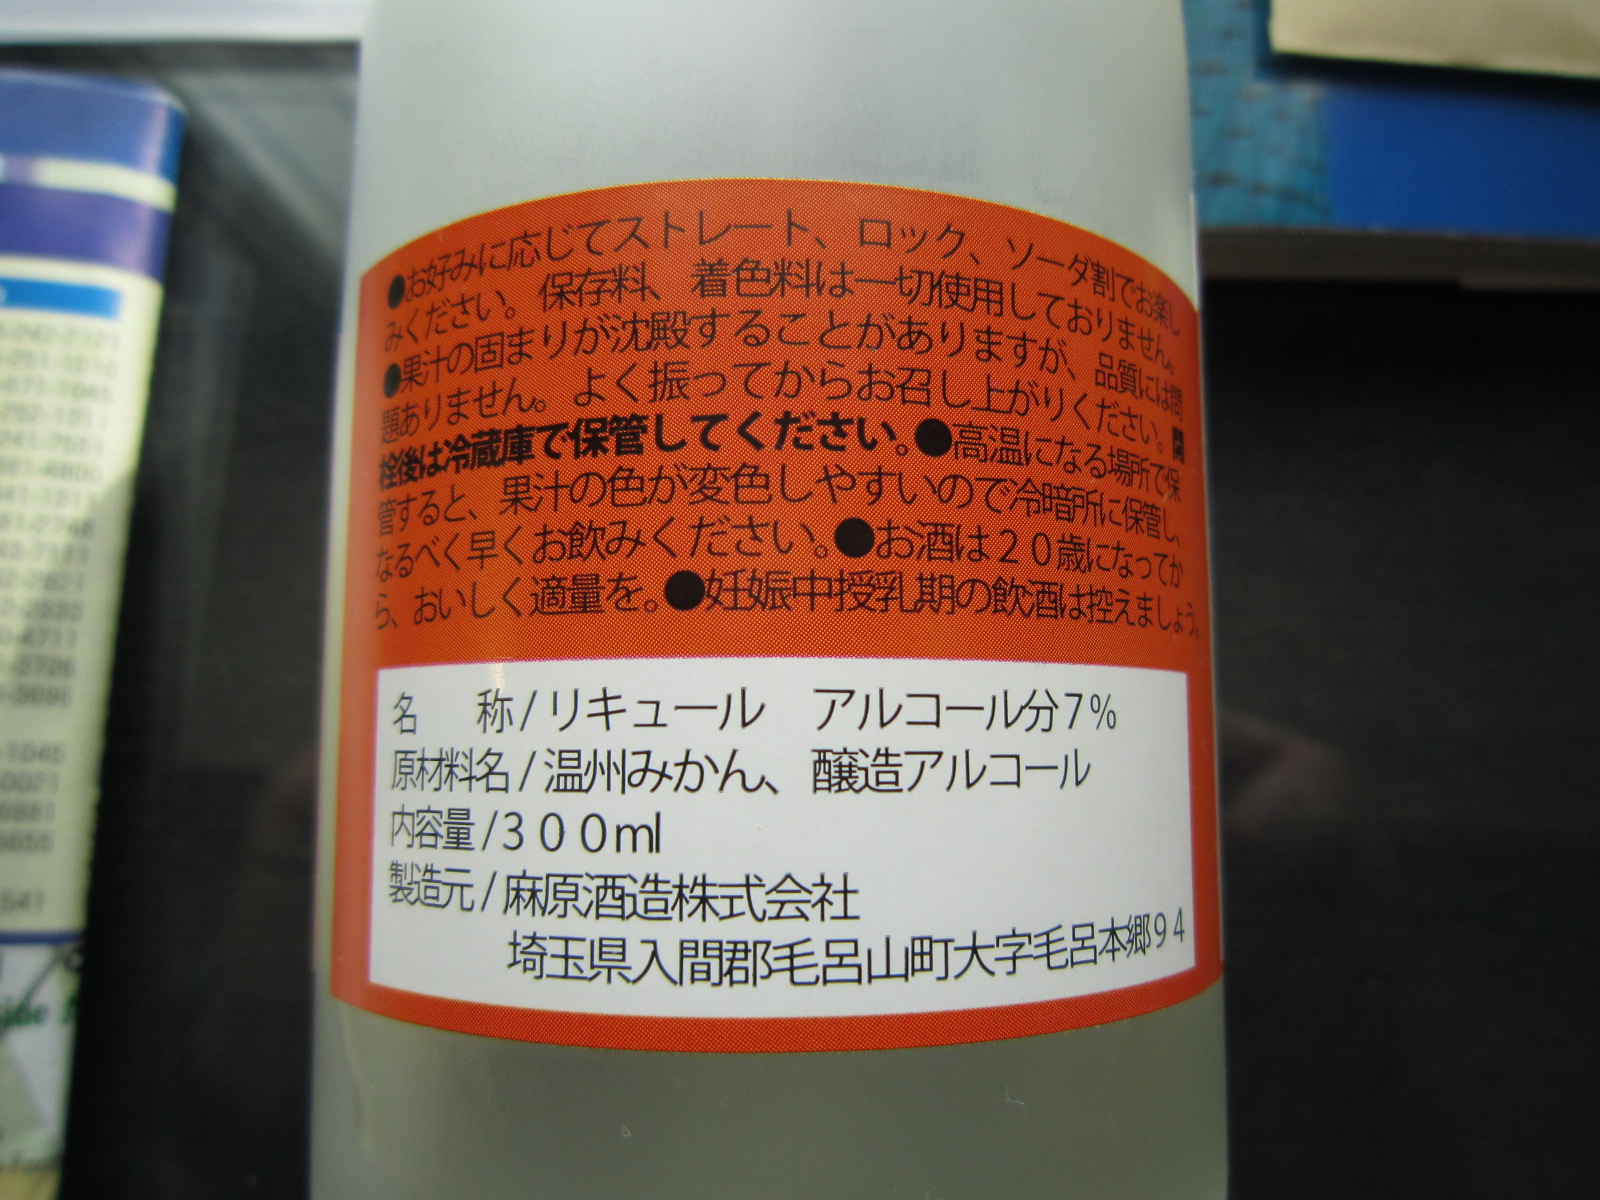 ●お好みに応じてストレート、ロック、ソーダ割でお楽し
みください。保存料、着色料は一切使用しておりません。
●果汁の固まりが沈殿することがありますが、品質には問
題ありません。よく振ってからお召し上がりください。開
栓後は冷蔵庫で保管してください。●高温になる場所で保
管すると、果汁の色が変色しやすいので冷暗所に保管し、
なるべく早くお飲みください。●お酒は20歳になってか
ら、おいしく適量を。●妊娠中授乳期の飲酒は控えましょう。
名　称/リキュール　アルコール分7%
原材料名/温州みかん、醸造アルコール
内容量/300ml
製造元/麻原酒造株式会社
埼玉県入間郡毛呂山町大字毛呂本郷94